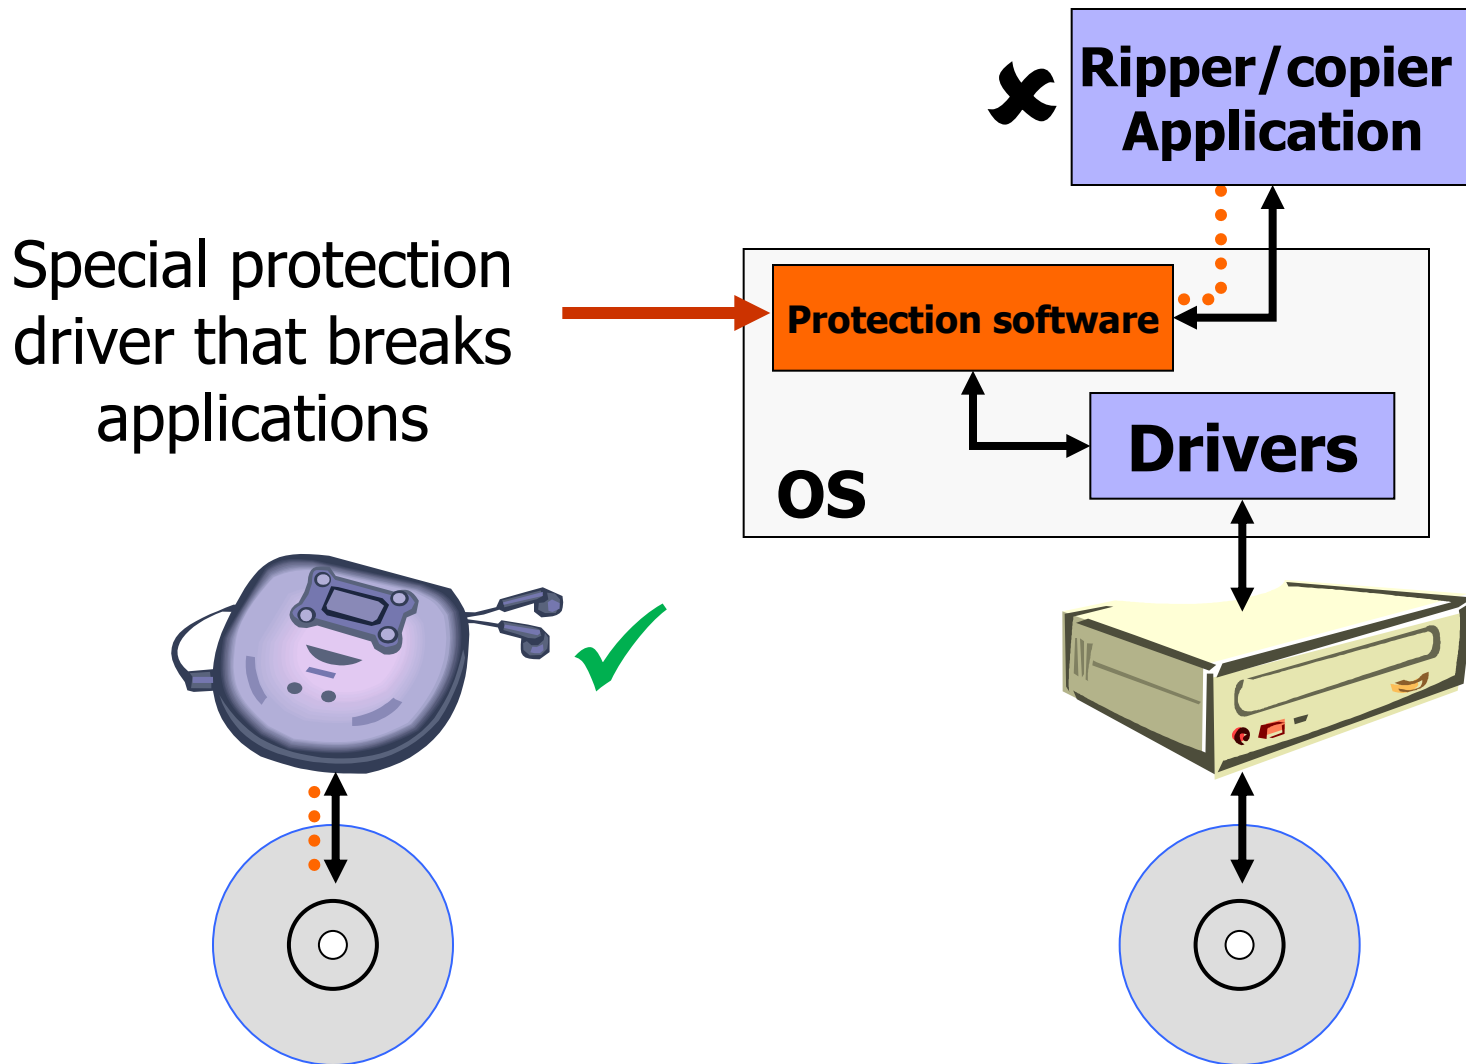 Ripper/copier
Application
Special protection
driver that breaks
applications
Protection software
Drivers
OS